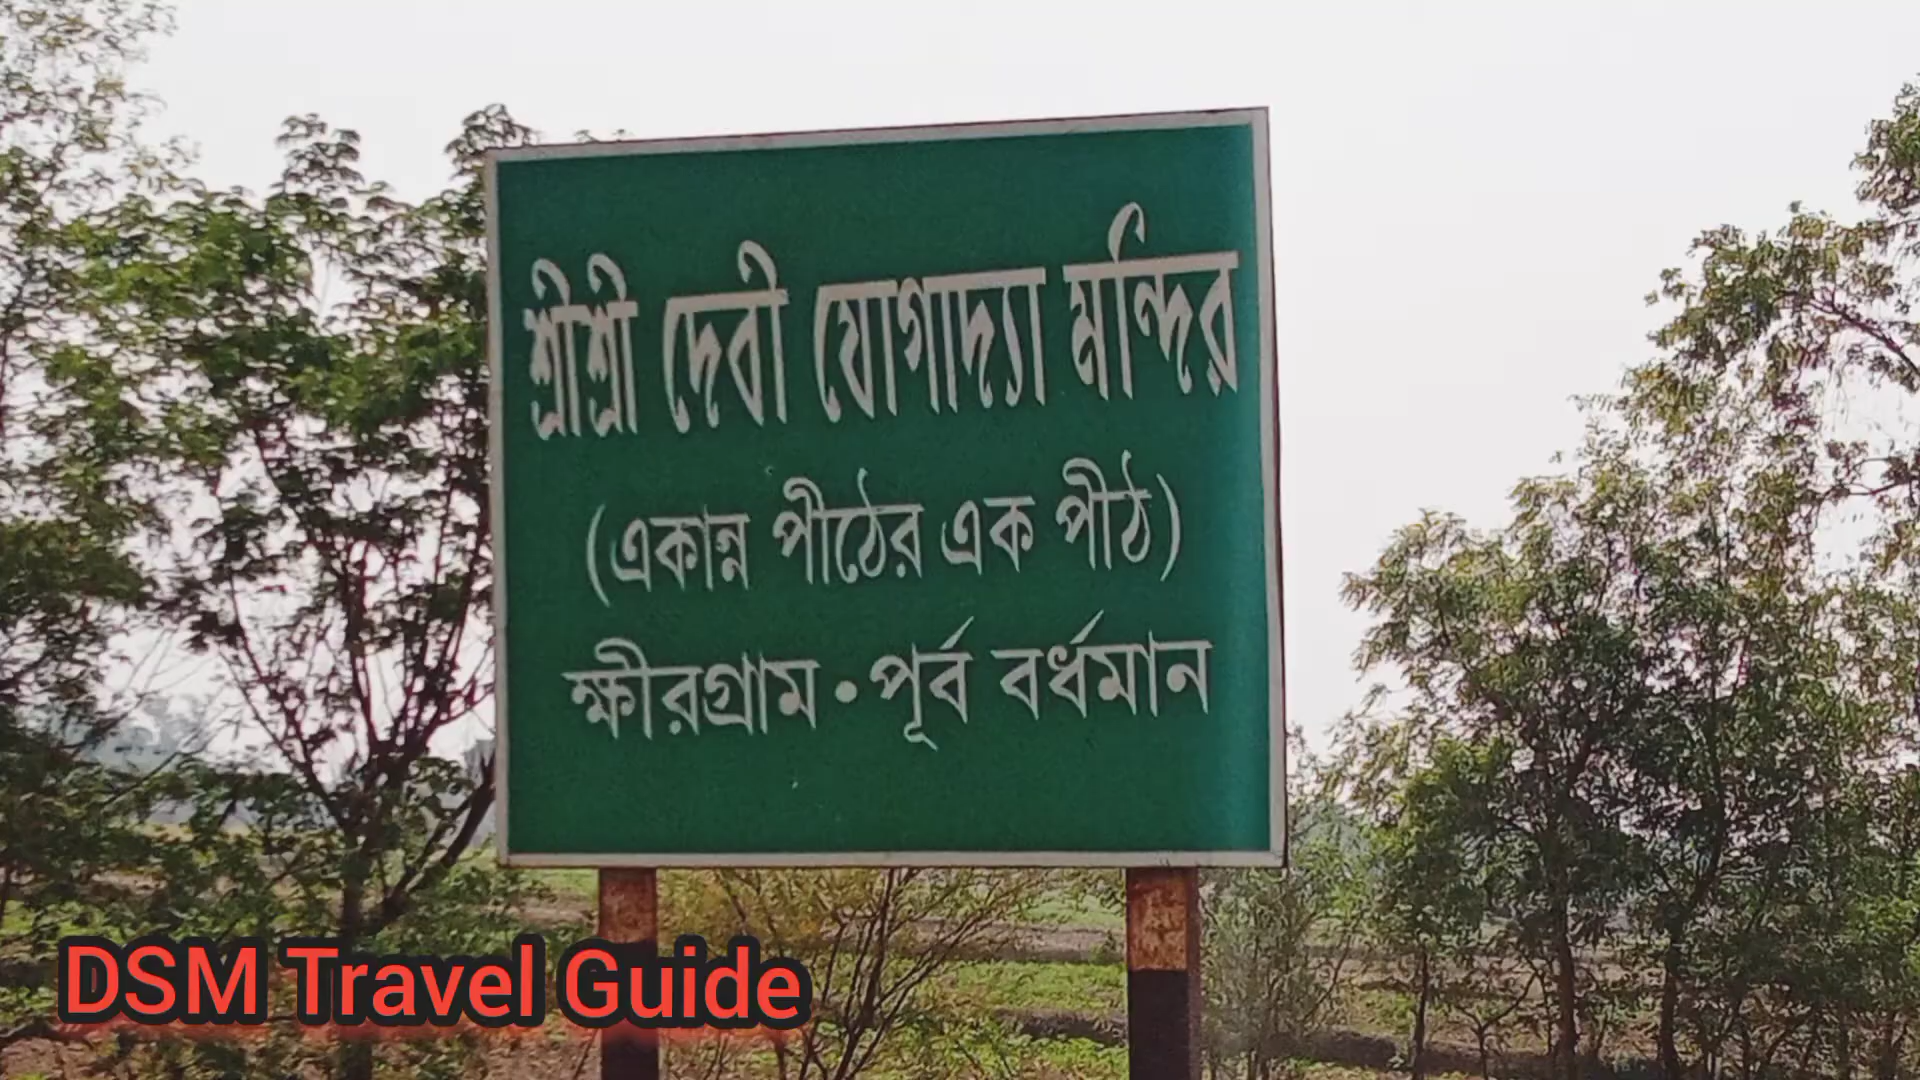 শ্রীশ্রী দেবী যোগাদ্যা মন্দির
(একান্ন পীঠের এক পীঠ)
ক্ষীরগ্রাম • পূর্ব বর্ধমান
DSM Travel Guide